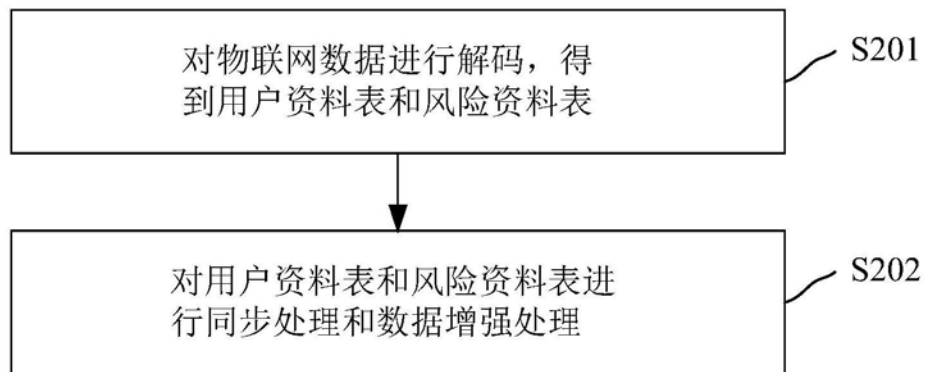 对物联网数据进行解码，得
到用户资料表和风险资料表
S201
对用户资料表和风险资料表进
行同步处理和数据增强处理
S202